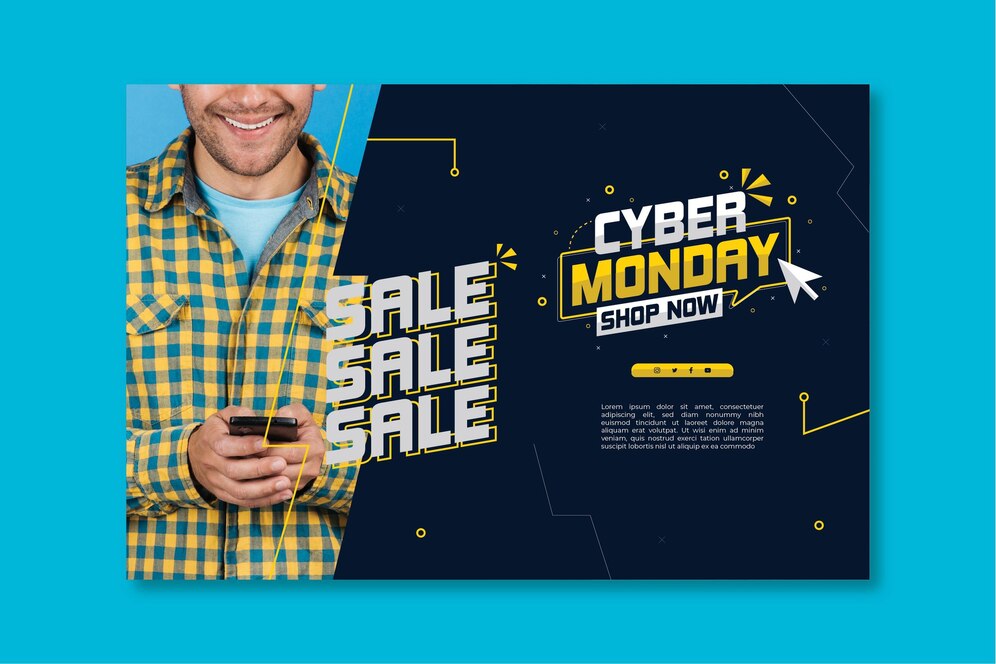 SALE
SALE
SALE
CYBER
MONDAY
SHOP NOW
Lorem ipsum dolor sit amet, consectetuer
adipiscing elit, sed diam nonummy nibh
euismod tincidunt ut laoreet dolore magna
aliquam erat volutpat. Ut wisi enim ad minim
veniam, quis nostrud exerci tation ullamcorper
suscipit lobortis nisl ut aliquip ex ea commodo